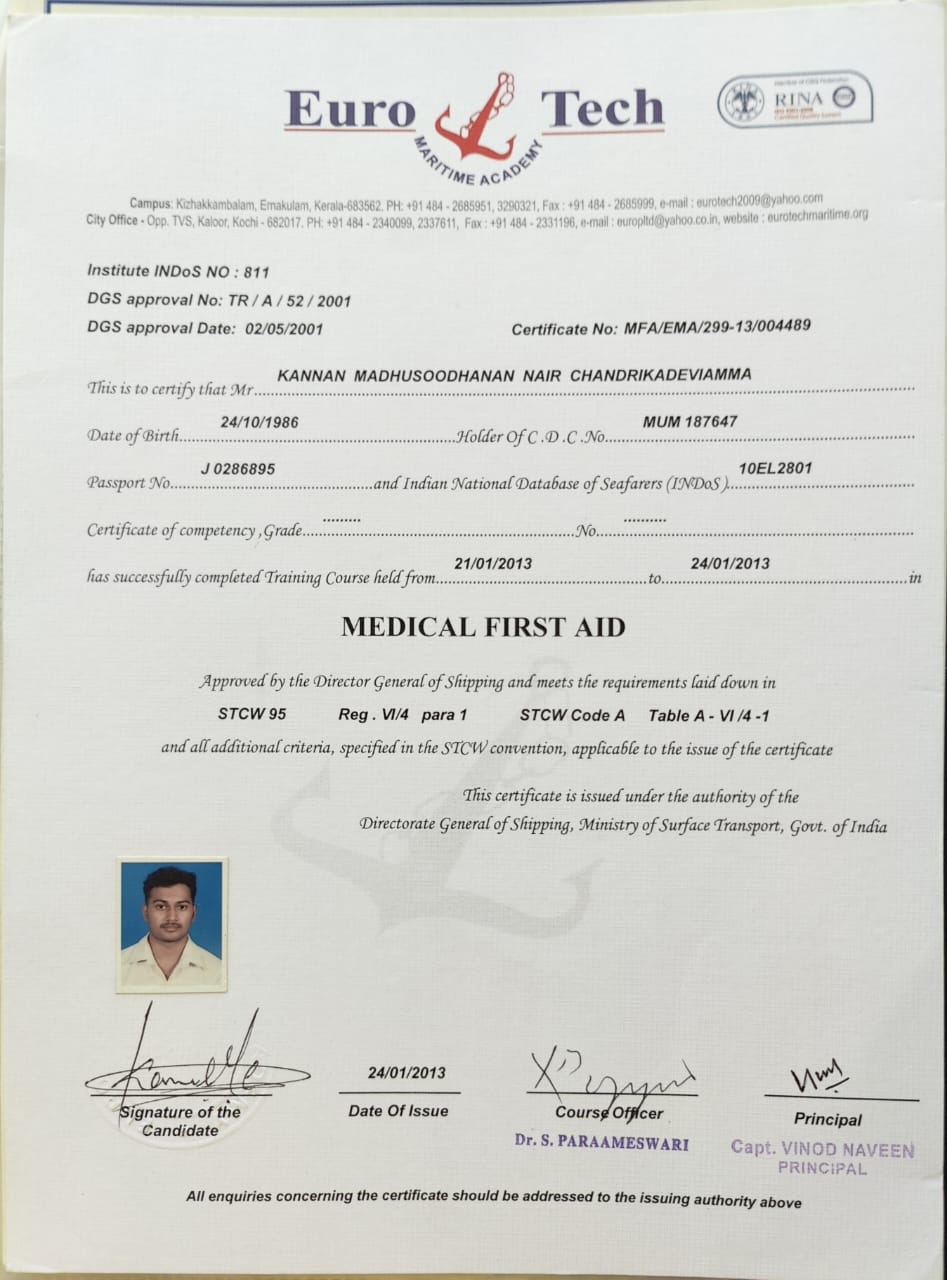 Euro Tech
MARITIME ACADEMY
RINA
Campus: Kizhakkambalam, Ernakulam, Kerala-683562. PH: +91 484 - 2685951, 3290321, Fax : +91 484 - 2685999, e-mail : eurotech2009@yahoo.com
City Office - Opp. TVS, Kaloor, Kochi - 682017. PH: +91 484 - 2340099, 2337611, Fax : +91 484 - 2331196, e-mail : europltd@yahoo.co.in, website : eurotechmaritime.org
Institute INDoS NO : 811
DGS approval No: TR / A / 52 / 2001
DGS approval Date: 02/05/2001 Certificate No: MFA/EMA/299-13/004489
This is to certify that Mr. KANNAN MADHUSOODHANAN NAIR CHANDRIKADEVIAMMA
Date of Birth 24/10/1986 Holder Of C .D .C .No. MUM 187647
Passport No. J 0286895 and Indian National Database of Seafarers (INDoS ) 10EL2801
Certificate of competency ,Grade ......... No. ..........
has successfully completed Training Course held from 21/01/2013 to 24/01/2013 in
MEDICAL FIRST AID
Approved by the Director General of Shipping and meets the requirements laid down in
STCW 95 Reg . VI/4 para 1 STCW Code A Table A - VI /4 -1
and all additional criteria, specified in the STCW convention, applicable to the issue of the certificate
This certificate is issued under the authority of the
Directorate General of Shipping, Ministry of Surface Transport, Govt. of India
24/01/2013
Signature of the Candidate
Date Of Issue
Course Officer
Principal
Dr. S. PARAAMESWARI
Capt. VINOD NAVEEN
PRINCIPAL
All enquiries concerning the certificate should be addressed to the issuing authority above